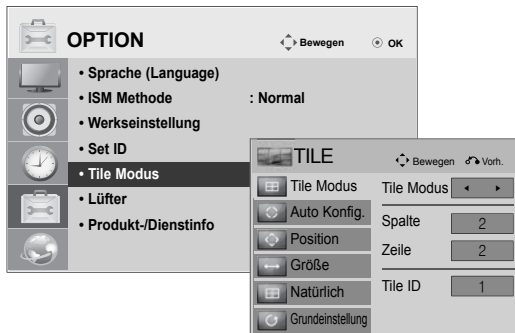 OPTION
Bewegen
OK
• Sprache (Language)
• ISM Methode : Normal
• Werkseinstellung
• Set ID
• Tile Modus
• Lüfter
• Produkt-/Dienstinfo
TILE
Bewegen
Vorh.
Tile Modus
Auto Konfig.
Position
Größe
Natürlich
Grundeinstellung
Tile Modus
Spalte 2
Zeile 2
Tile ID 1